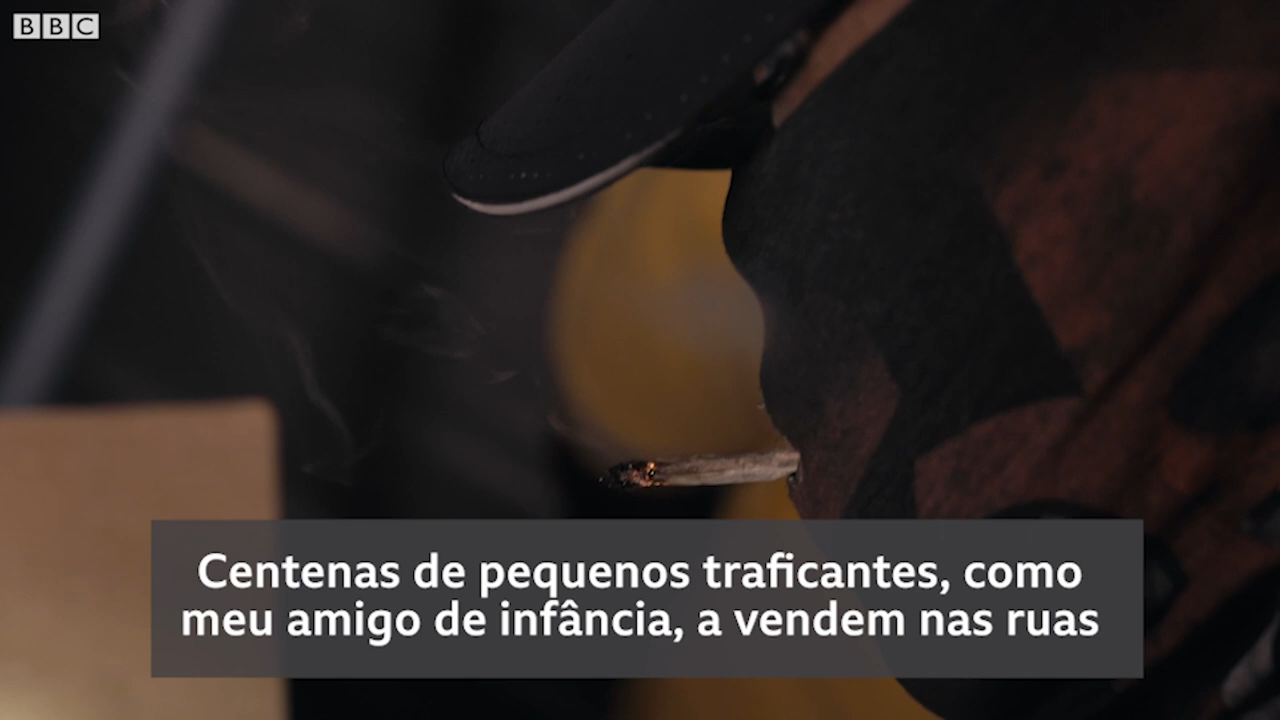 BBC
Centenas de pequenos traficantes, como
meu amigo de infância, a vendem nas ruas